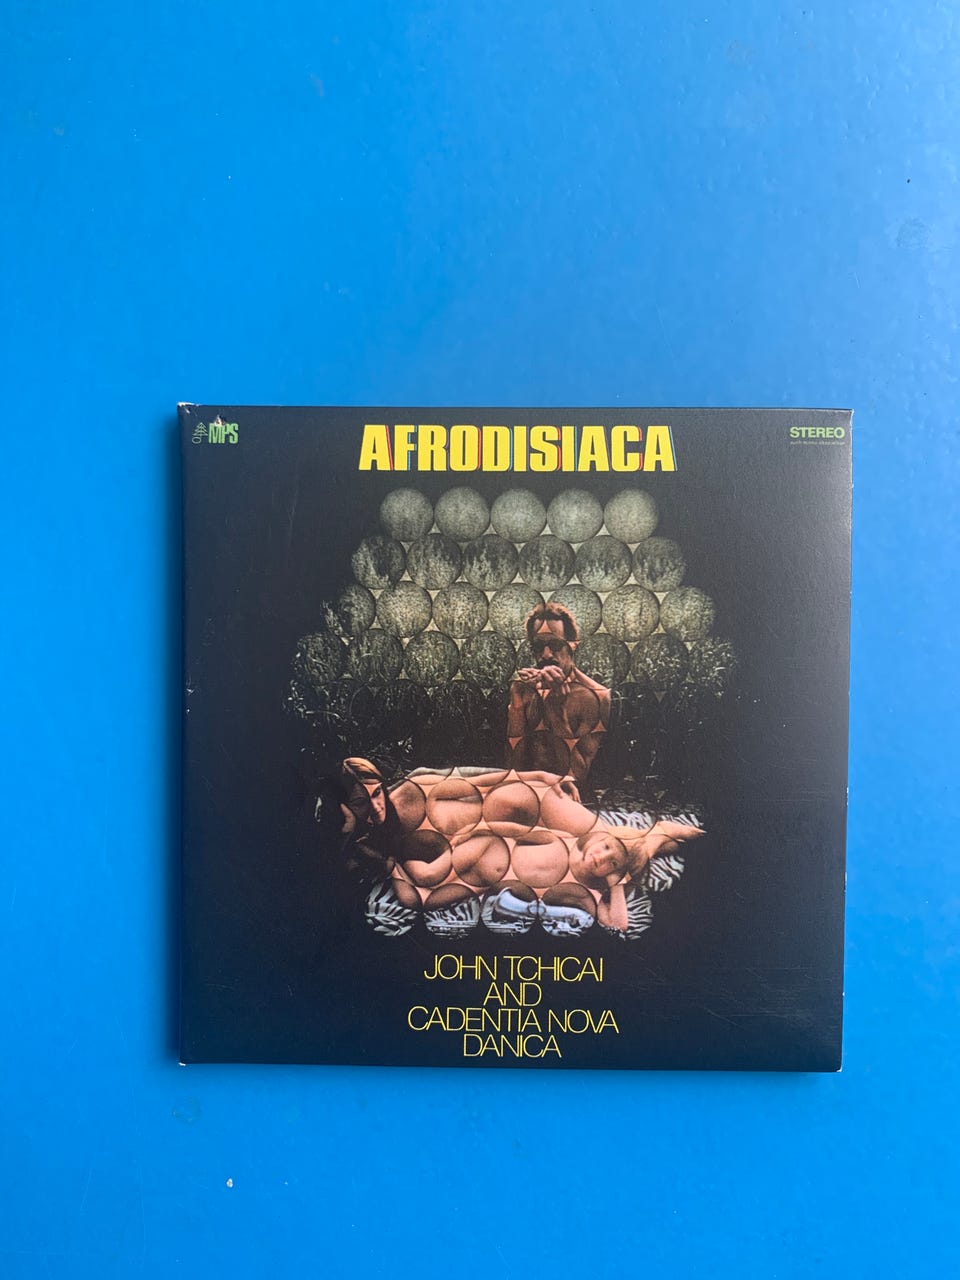 MPS
AFRODISIACA
STEREO
JOHN TCHICAI
AND
CADENTIA NOVA
DANICA